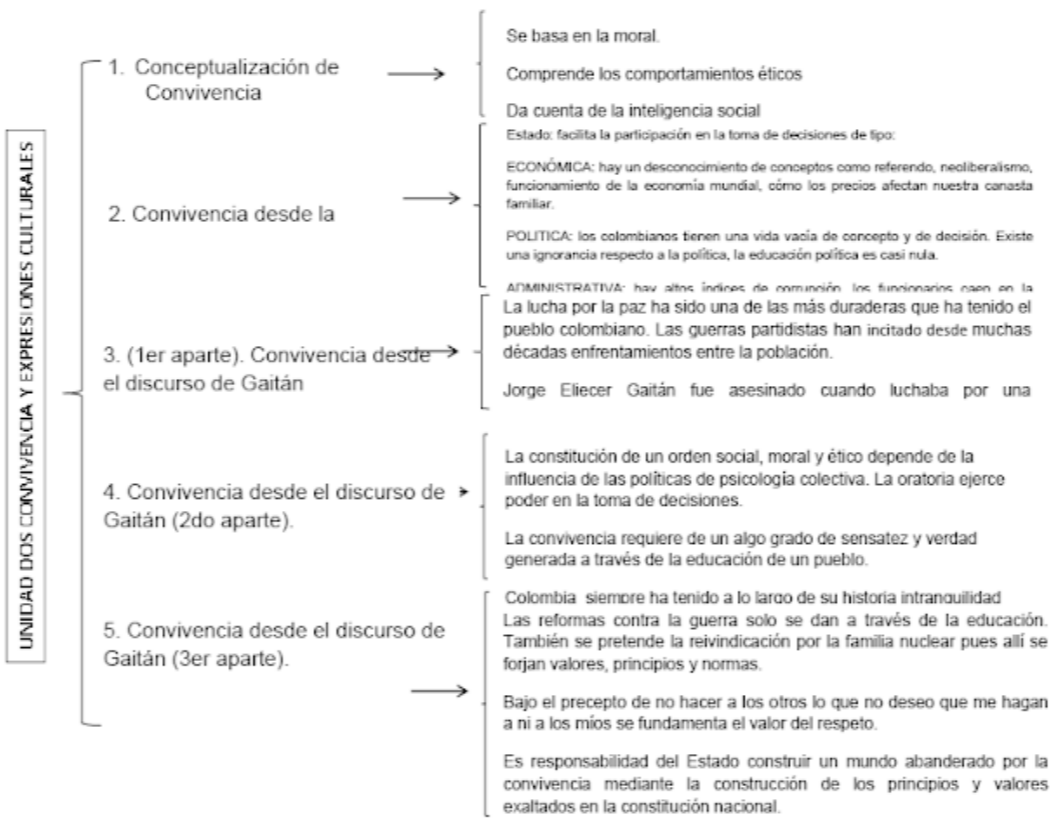 UNIDAD DOS CONVIVENCIA Y EXPRESIONES CULTURALES
1. Conceptualización de
Convivencia
Se basa en la moral.
Comprende los comportamientos éticos
Da cuenta de la inteligencia social
2. Convivencia desde la
Estado: facilita la participación en la toma de decisiones de tipo:
ECONÓMICA: hay un desconocimiento de conceptos como referendo, neoliberalismo,
funcionamiento de la economía mundial, cómo los precios afectan nuestra canasta
familiar.
POLITICA: los colombianos tienen una vida vacía de concepto y de decisión. Existe
una ignorancia respecto a la política, la educación política es casi nula.
ADMINISTRATIVA: hay altos índices de corrupción, los funcionarios caen en la
3. (1er aparte). Convivencia desde
el discurso de Gaitán
La lucha por la paz ha sido una de las más duraderas que ha tenido el
pueblo colombiano. Las guerras partidistas han incitado desde muchas
décadas enfrentamientos entre la población.
Jorge Eliecer Gaitán fue asesinado cuando luchaba por una
4. Convivencia desde el discurso de
Gaitán (2do aparte).
La constitución de un orden social, moral y ético depende de la
influencia de las políticas de psicología colectiva. La oratoria ejerce
poder en la toma de decisiones.
La convivencia requiere de un algo grado de sensatez y verdad
generada a través de la educación de un pueblo.
5. Convivencia desde el discurso de
Gaitán (3er aparte).
Colombia siempre ha tenido a lo largo de su historia intranquilidad
Las reformas contra la guerra solo se dan a través de la educación.
También se pretende la reivindicación por la familia nuclear pues allí se
forjan valores, principios y normas.
Bajo el precepto de no hacer a los otros lo que no deseo que me hagan
a ni a los míos se fundamenta el valor del respeto.
Es responsabilidad del Estado construir un mundo abanderado por la
convivencia mediante la construcción de los principios y valores
exaltados en la constitución nacional.